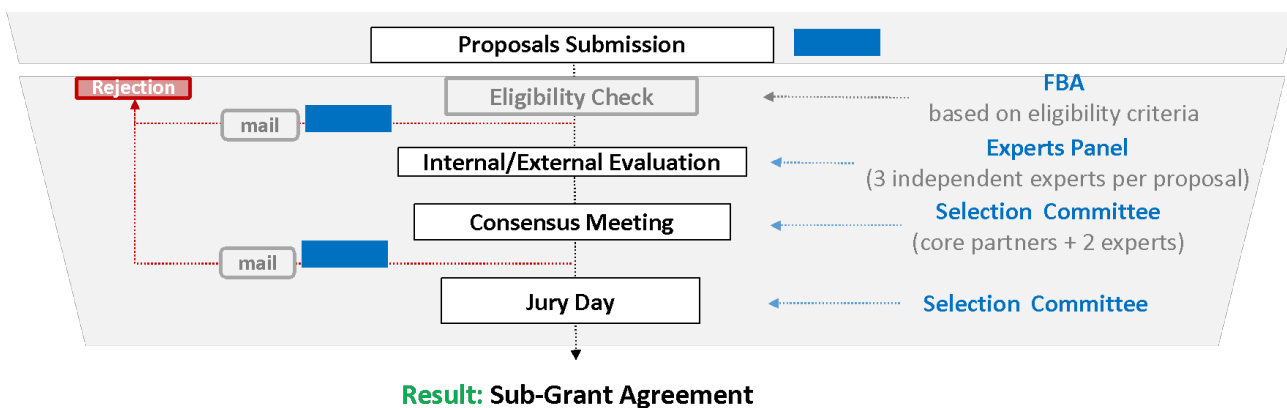 Proposals Submission
Rejection
Eligibility Check
FBA
based on eligibility criteria
mail
Internal/External Evaluation
Experts Panel
(3 independent experts per proposal)
Consensus Meeting
Selection Committee
(core partners + 2 experts)
mail
Jury Day
Selection Committee
Result: Sub-Grant Agreement